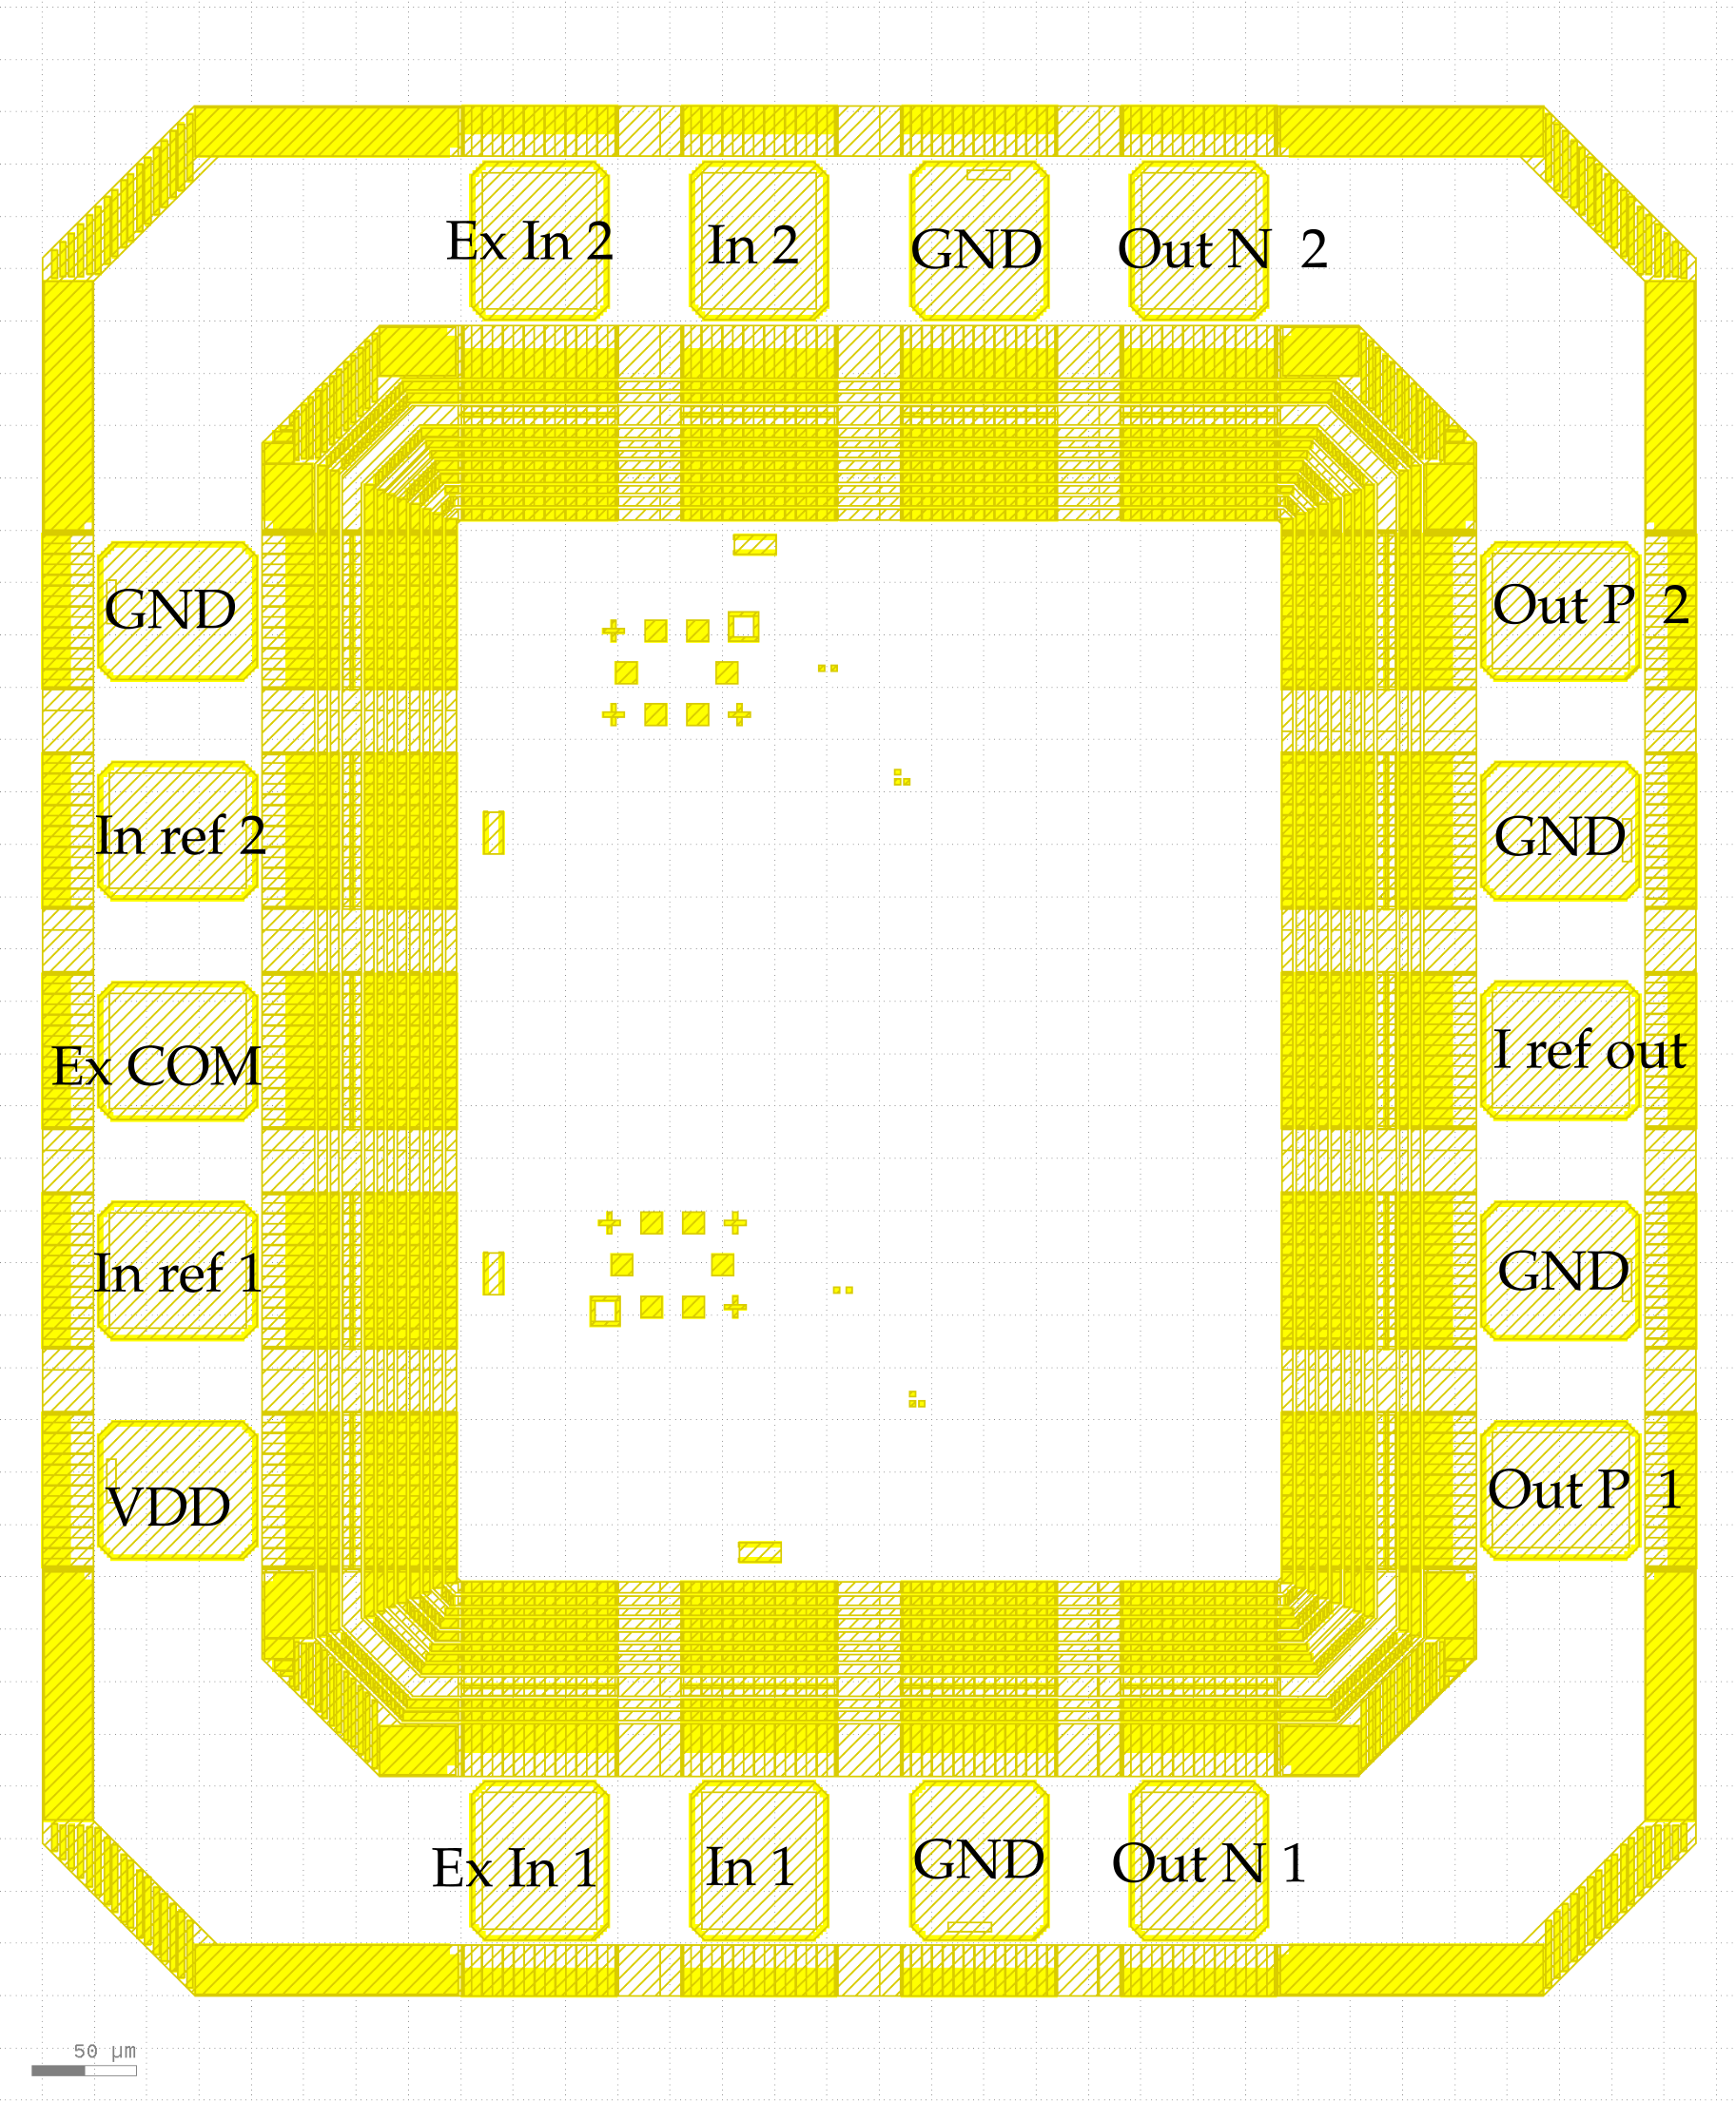 Ex In 2
In 2
GND
Out N 2
GND
Out P 2
In ref 2
GND
Ex COM
I ref out
In ref 1
GND
VDD
Out P 1
Ex In 1
In 1
GND
Out N 1
50 µm